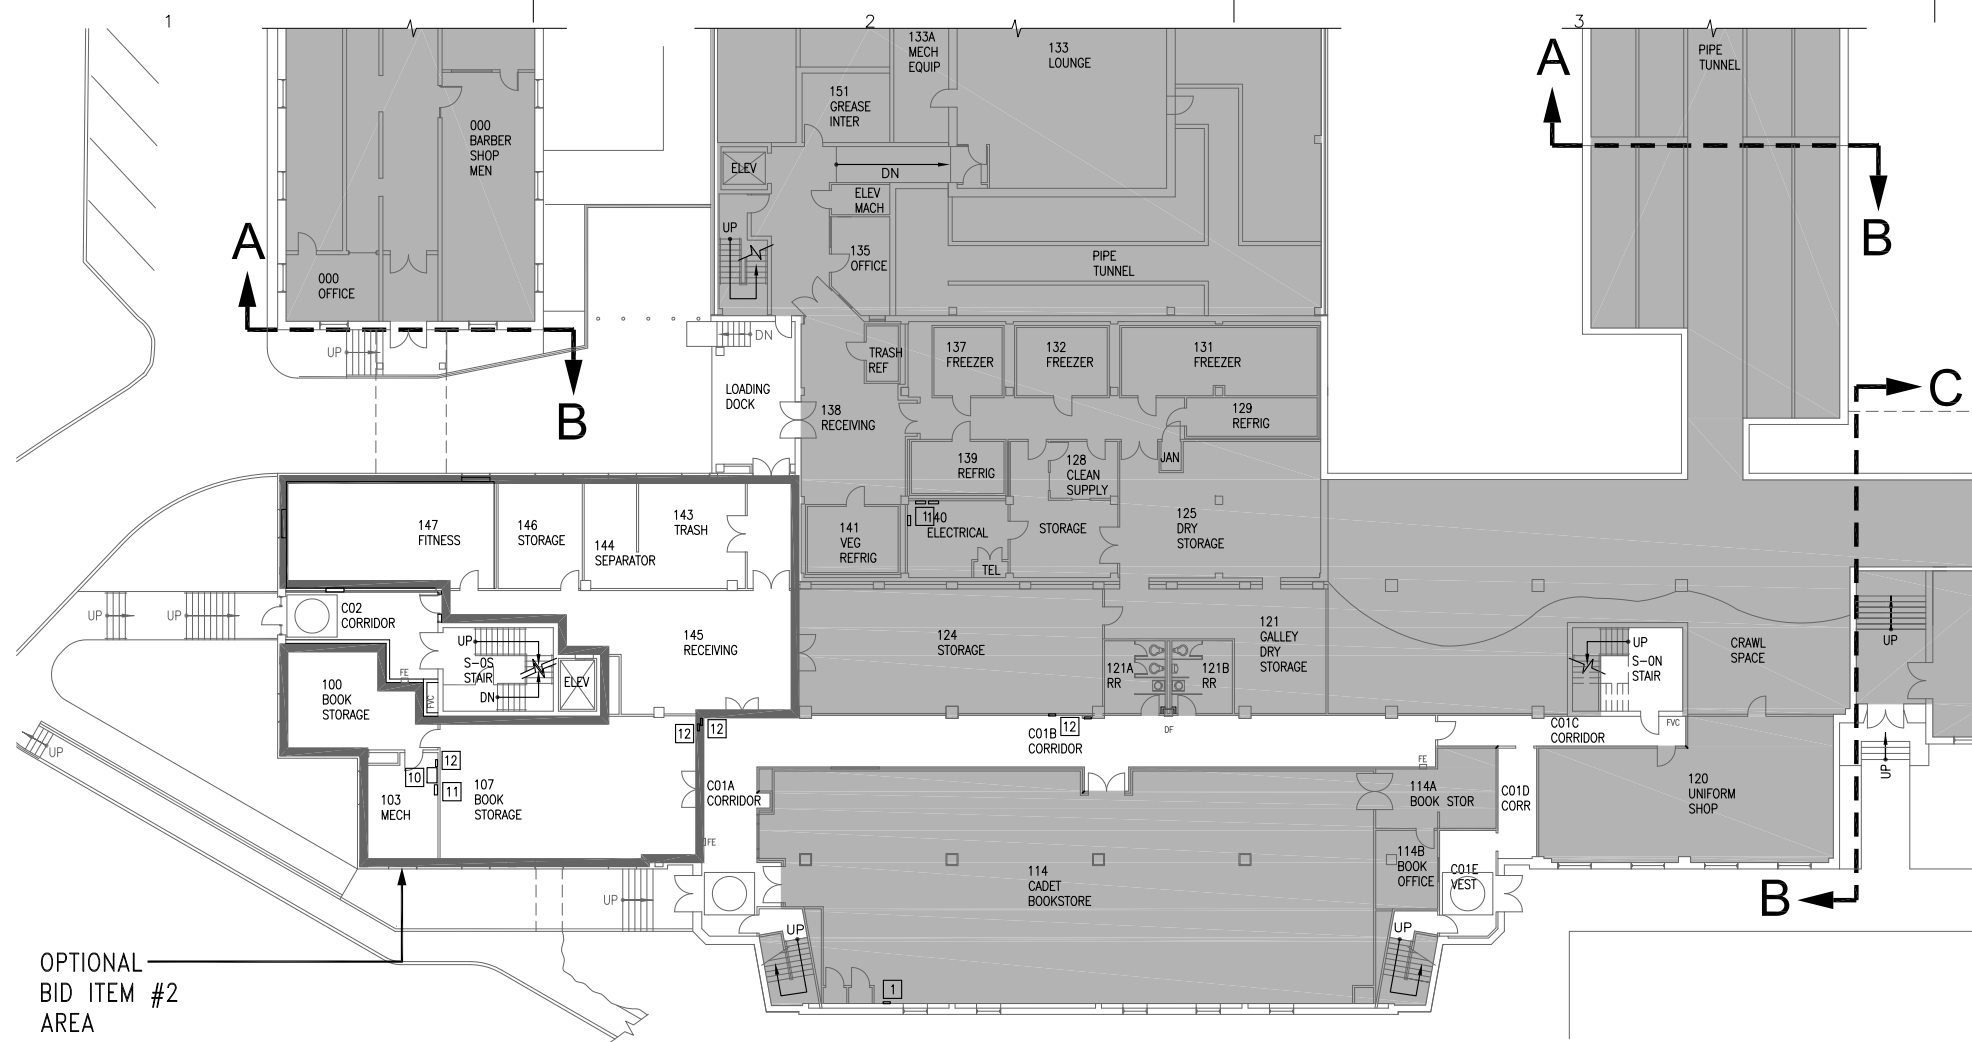 1
2
3
133A
MECH
EQUIP
133
LOUNGE
PIPE
TUNNEL
A
151
GREASE
INTER
000
BARBER
SHOP
MEN
ELEV
DN
ELEV
MACH
B
A
UP
135
OFFICE
PIPE
TUNNEL
000
OFFICE
UP
DN
TRASH
REF
137
FREEZER
132
FREEZER
131
FREEZER
B
LOADING
DOCK
138
RECEIVING
129
REFRIG
C
139
REFRIG
128
CLEAN
SUPPLY
JAN
147
FITNESS
146
STORAGE
144
SEPARATOR
143
TRASH
141
VEG
REFRIG
1
140
ELECTRICAL
TEL
STORAGE
125
DRY
STORAGE
UP
UP
C02
CORRIDOR
UP
S-0S
STAIR
DN
ELEV
FE
FVC
145
RECEIVING
124
STORAGE
121A
RR
121B
RR
121
GALLEY
DRY
STORAGE
UP
S-0N
STAIR
CRAWL
SPACE
UP
100
BOOK
STORAGE
12
12
C01B
CORRIDOR
12
DF
C01C
CORRIDOR
FVC
UP
12
10
11
103
MECH
107
BOOK
STORAGE
C01A
CORRIDOR
FE
FE
114A
BOOK STOR
C01D
CORR
120
UNIFORM
SHOP
UP
114
CADET
BOOKSTORE
114B
BOOK
OFFICE
C01E
VEST
B
UP
UP
UP
1
OPTIONAL
BID ITEM #2
AREA